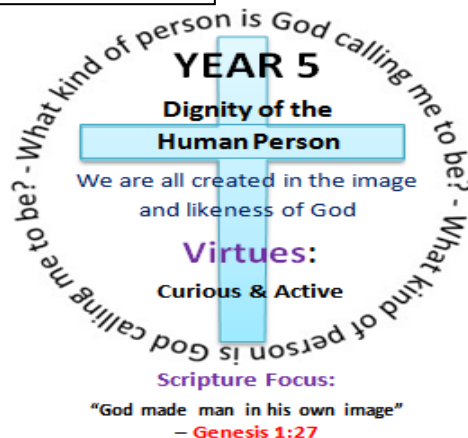 What kind of person is God calling me to be? - What kind of person is God calling me to be? -
YEAR 5
Dignity of the
Human Person
We are all created in the image
and likeness of God
Virtues:
Curious & Active
Scripture Focus:
“God made man in his own image”
– Genesis 1:27